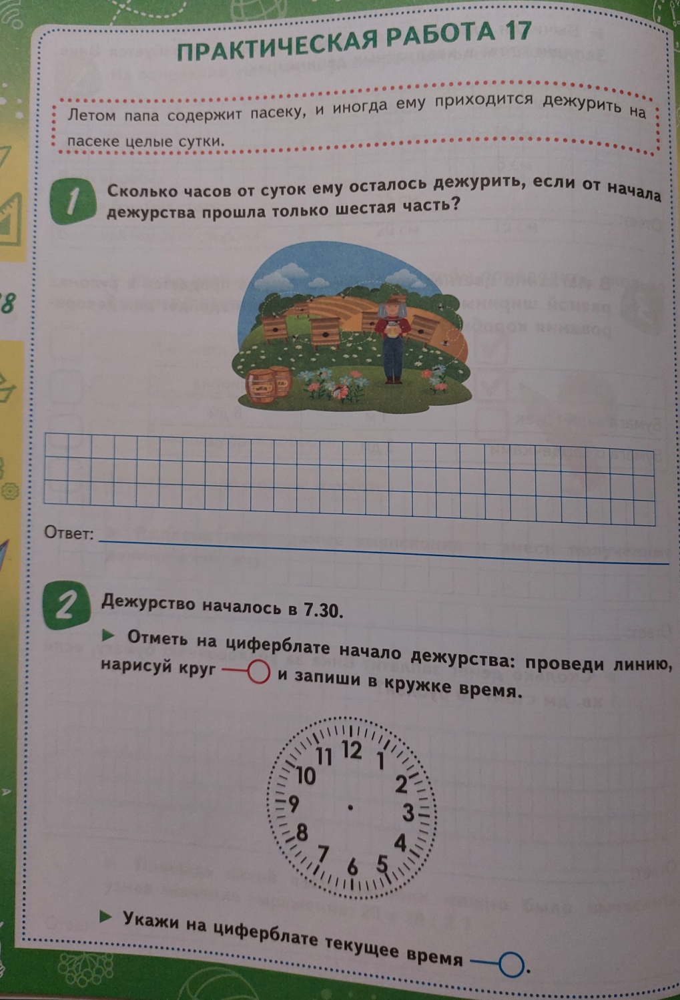 ПРАКТИЧЕСКАЯ РАБОТА 17
Летом папа содержит пасеку, и иногда ему приходится дежурить на
пасеке целые сутки.
1 Сколько часов от суток ему осталось дежурить, если от начала
дежурства прошла только шестая часть?
Ответ:
2 Дежурство началось в 7.30.
► Отметь на циферблате начало дежурства: проведи линию,
нарисуй круг и запиши в кружке время.
12
11 1
10 2
9 3
8 4
7 5
6
► Укажи на циферблате текущее время .